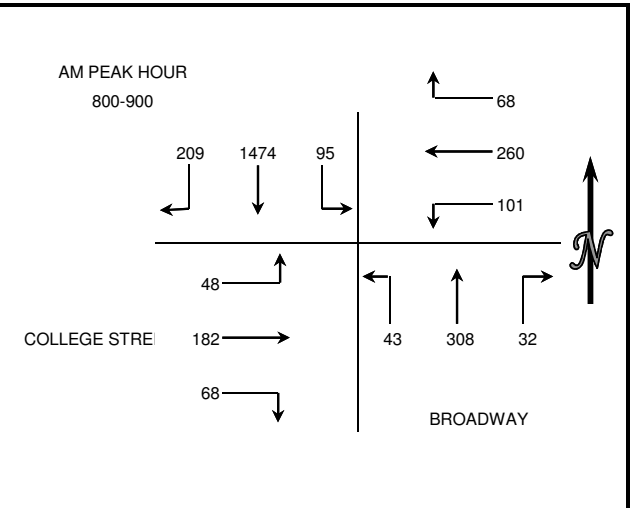 AM PEAK HOUR
800-900
68
209 1474 95 260
101
48
COLLEGE STRE 182 43 308 32
68
BROADWAY
N